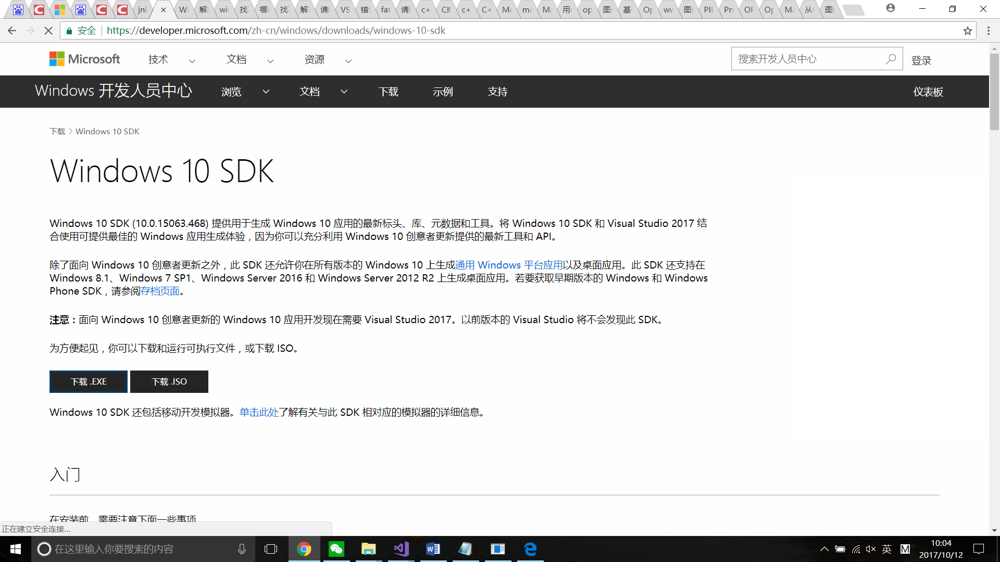 jni
Wi
解
wi
找
哪
找
解
请
VS
错
fat
请
c+
C
c+
C+
Me
ma
Ma
用
op
图
基
Op
wv
图
PIL
Pn
OF
Op
MA
从
图
安全 https://developer.microsoft.com/zh-cn/windows/downloads/windows-10-sdk
Microsoft 技术 文档 资源 搜索开发人员中心 登录
Windows 开发人员中心 浏览 文档 下载 示例 支持 仪表板
下载 > Windows 10 SDK
Windows 10 SDK
Windows 10 SDK (10.0.15063.468) 提供用于生成 Windows 10 应用的最新标头、库、元数据和工具。将 Windows 10 SDK 和 Visual Studio 2017 结
合使用可提供最佳的 Windows 应用生成体验，因为你可以充分利用 Windows 10 创意者更新提供的最新工具和 API。
除了面向 Windows 10 创意者更新之外，此 SDK 还允许你在所有版本的 Windows 10 上生成通用 Windows 平台应用以及桌面应用。此 SDK 还支持在
Windows 8.1、Windows 7 SP1、Windows Server 2016 和 Windows Server 2012 R2 上生成桌面应用。若要获取早期版本的 Windows 和 Windows
Phone SDK，请参阅存档页面。
注意：面向 Windows 10 创意者更新的 Windows 10 应用开发现在需要 Visual Studio 2017。以前版本的 Visual Studio 将不会发现此 SDK。
为方便起见，你可以下载和运行可执行文件，或下载 ISO。
下载 .EXE 下载 .ISO
Windows 10 SDK 还包括移动开发模拟器。单击此处了解有关与此 SDK 相对应的模拟器的详细信息。
入门
在安装前，需要注意下面一些事项
正在建立安全连接...
在这里输入你要搜索的内容
英 M
10:04
2017/10/12